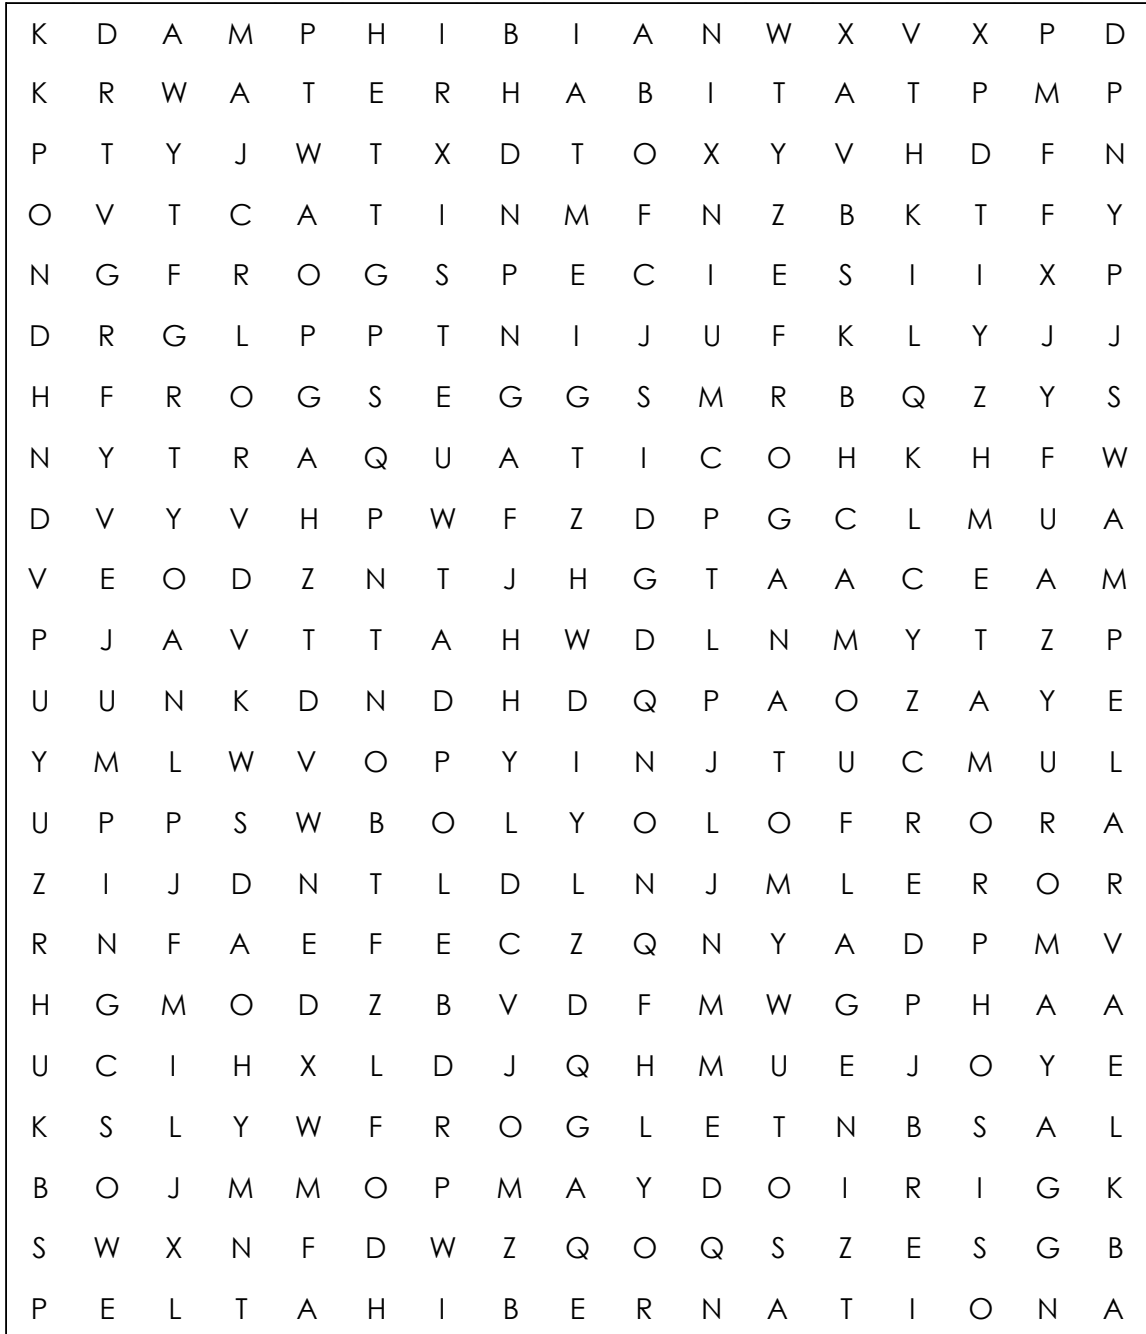 K D A M P H I B I A N W X V X P D
K R W A T E R H A B I T A T P M P
P T Y J W T X D T O X Y V H D F N
O V T C A T I N M F N Z B K T F Y
N G F R O G S P E C I E S I I X P
D R G L P P T N I J U F K L Y J J
H F R O G S E G G S M R B Q Z Y S
N Y T R A Q U A T I C O H K H F W
D V Y V H P W F Z D P G C L M U A
V E O D Z N T J H G T A A C E A M
P J A V T T A H W D L N M Y T Z P
U U N K D N D H D Q P A O Z A Y E
Y M L W V O P Y I N J T U C M U L
U P P S W B O L Y O L O F R O R A
Z I J D N T L D L N J M L E R O R
R N F A E F E C Z Q N Y A D P M V
H G M O D Z B V D F M W G P H A A
U C I H X L D J Q H M U E J O Y E
K S L Y W F R O G L E T N B S A L
B O J M M O P M A Y D O I R I G K
S W X N F D W Z Q O Q S Z E S G B
P E L T A H I B E R N A T I O N A